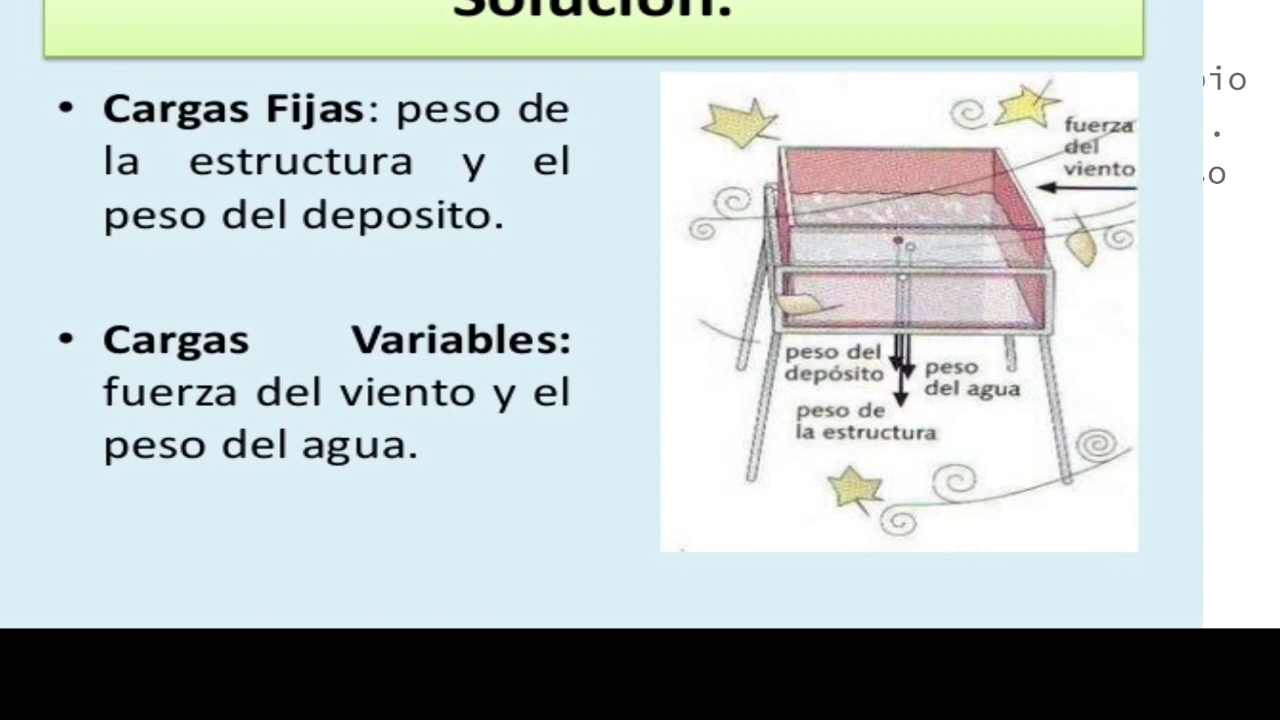 Solución:
• Cargas Fijas: peso de
la estructura y el
peso del deposito.
• Cargas Variables:
fuerza del viento y el
peso del agua.
fuerza
del
viento
peso del
depósito
peso
del agua
peso de
la estructura